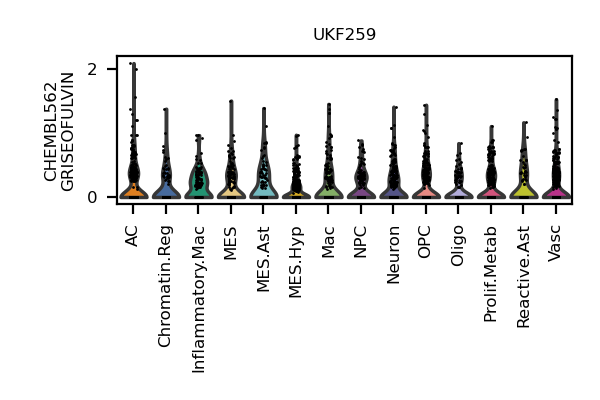 UKF259
CHEMBL562
GRISEOFULVIN
2
0
AC
Chromatin.Reg
Inflammatory.Mac
MES
MES.Ast
MES.Hyp
Mac
NPC
Neuron
OPC
Oligo
Prolif.Metab
Reactive.Ast
Vasc